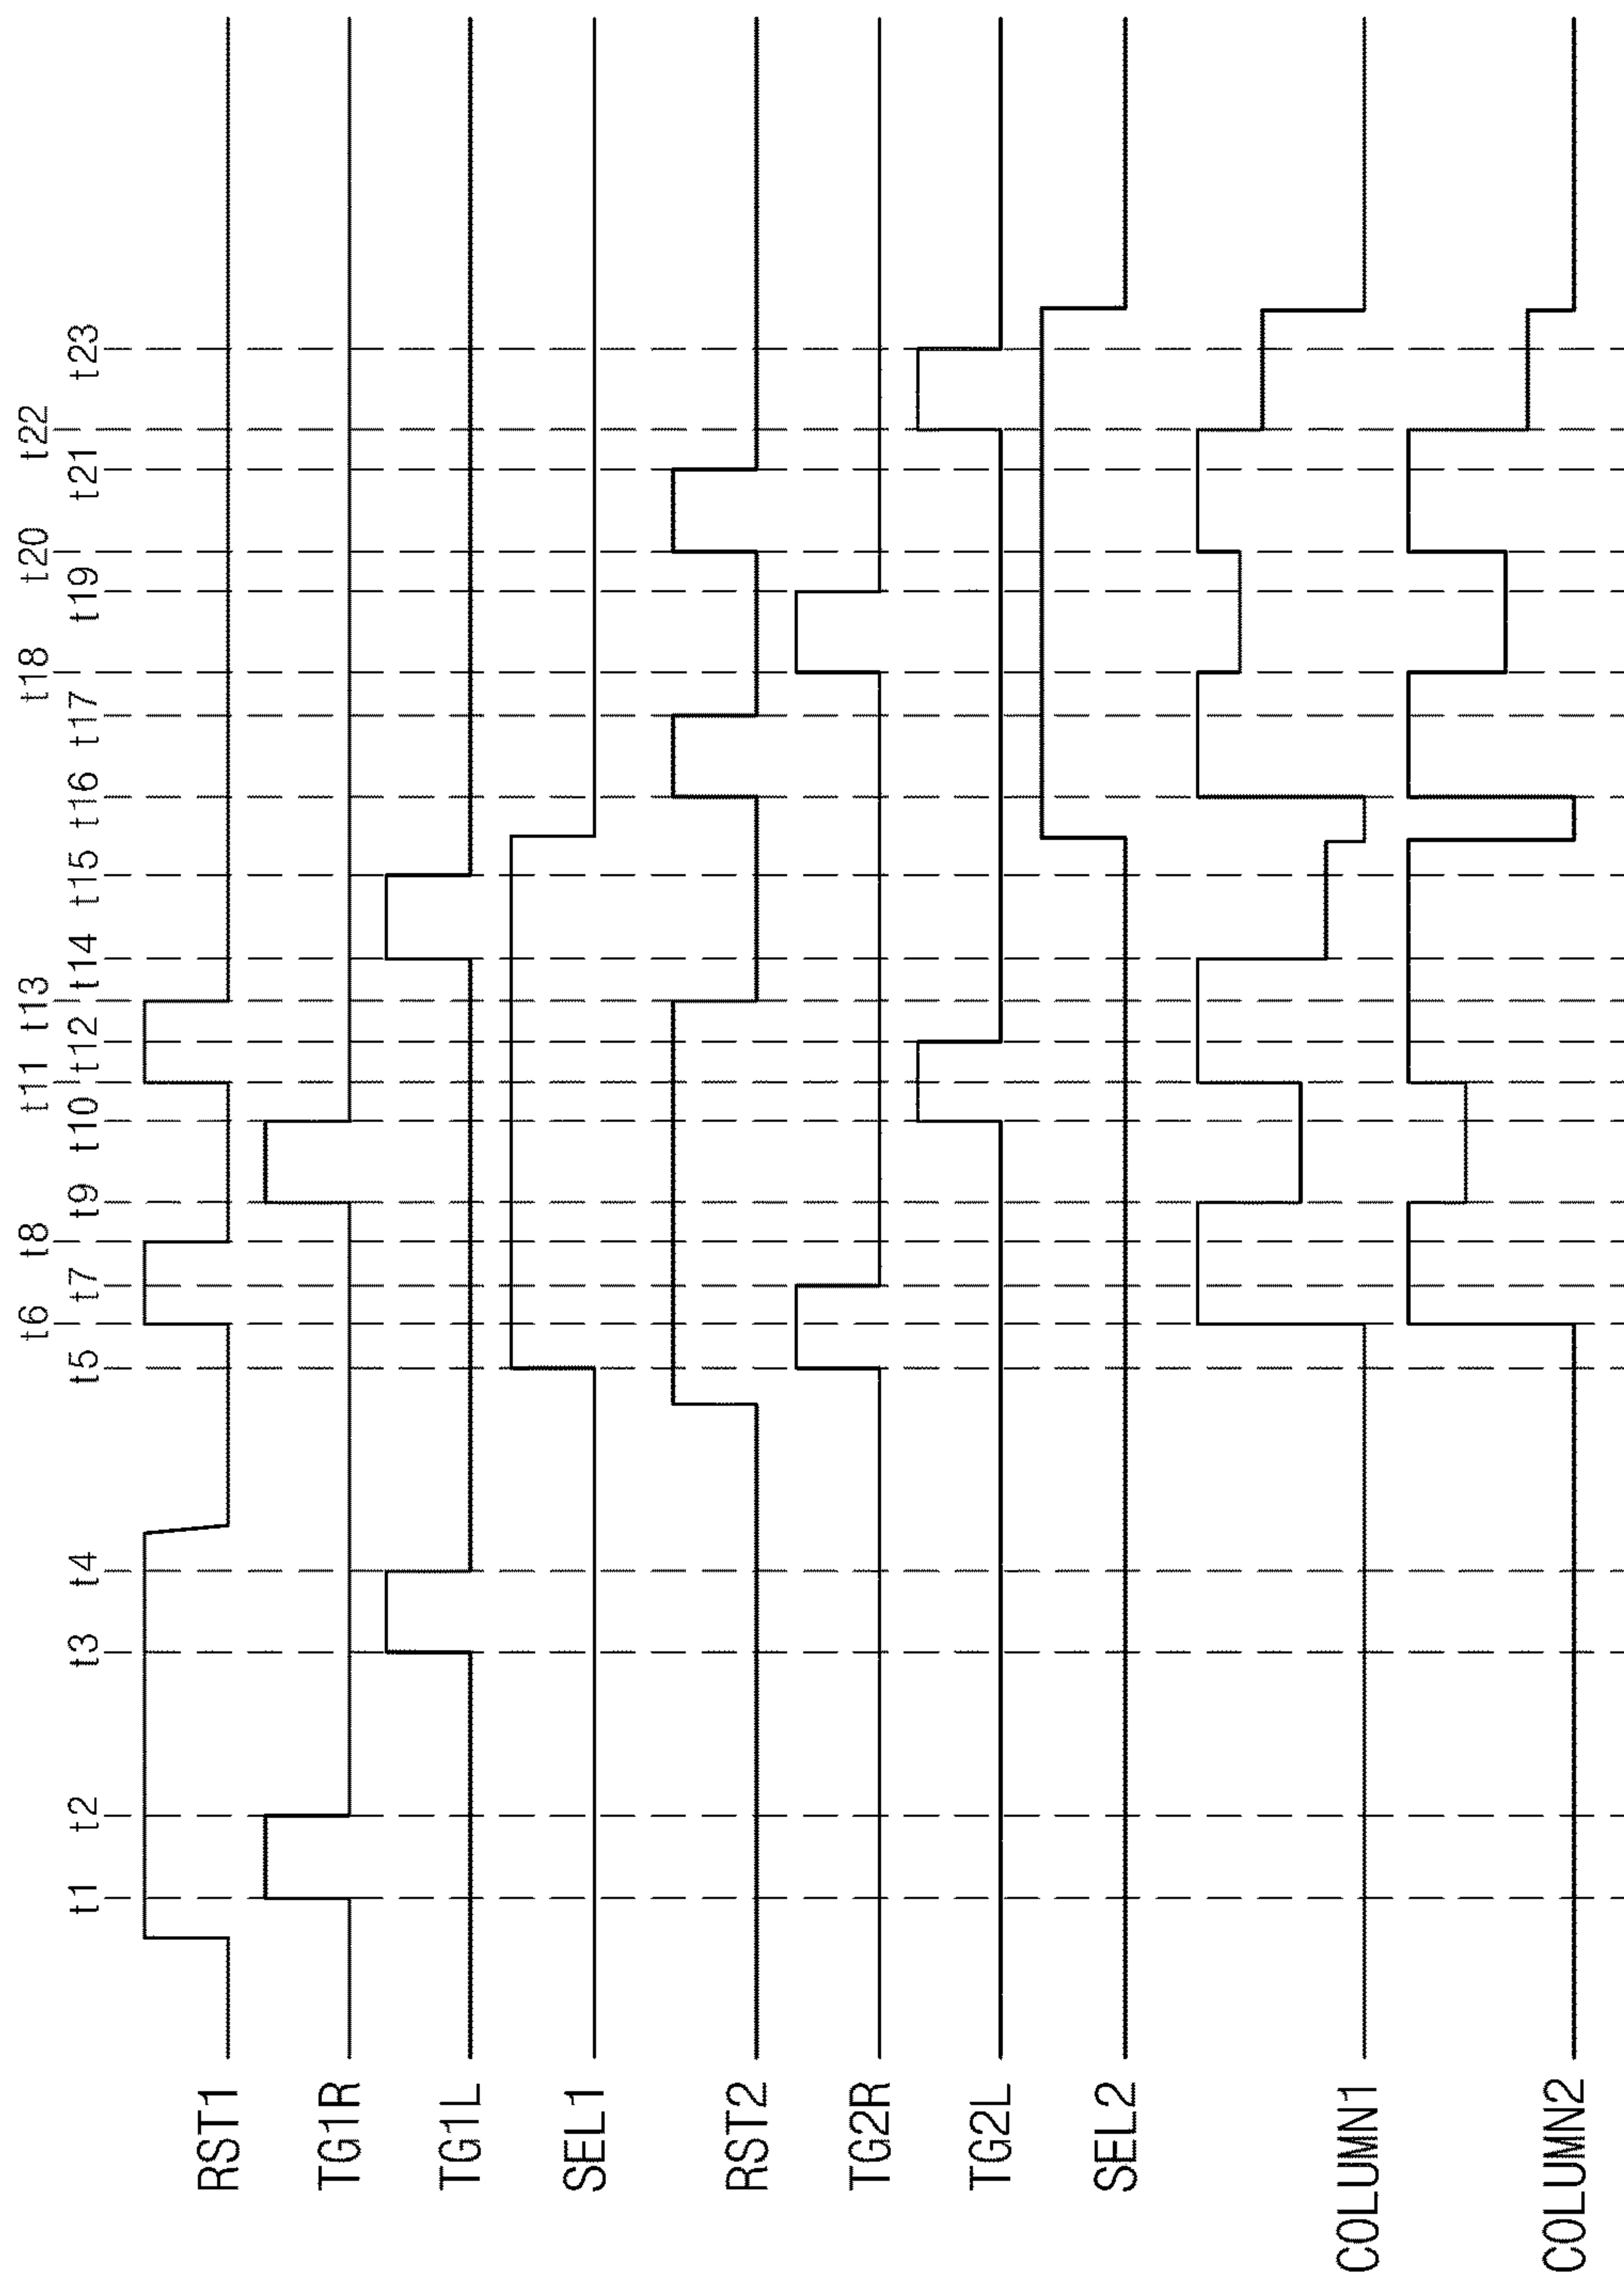 t1 t2 t3 t4 t5 t6 t7 t8 t9 t10 t11 t12 t13 t14 t15 t16 t17 t18 t19 t20 t21 t22 t23
RST1
TG1R
TG1L
SEL1
RST2
TG2R
TG2L
SEL2
COLUMN1
COLUMN2